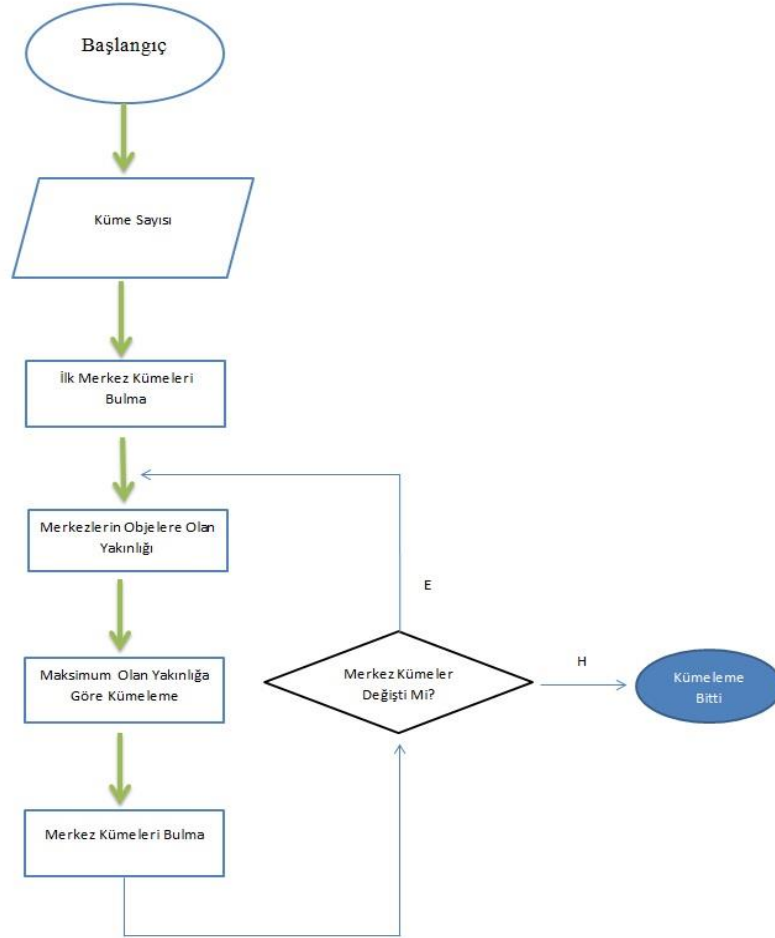 Başlangıç
Küme Sayısı
İlk Merkez Kümeleri
Bulma
Merkezlerin Objelere Olan
Yakınlığı
Maksimum Olan Yakınlığa
Göre Kümeleme
Merkez Kümeleri Bulma
E
Merkez Kümeler
Değişti Mi?
H
Kümeleme
Bitti